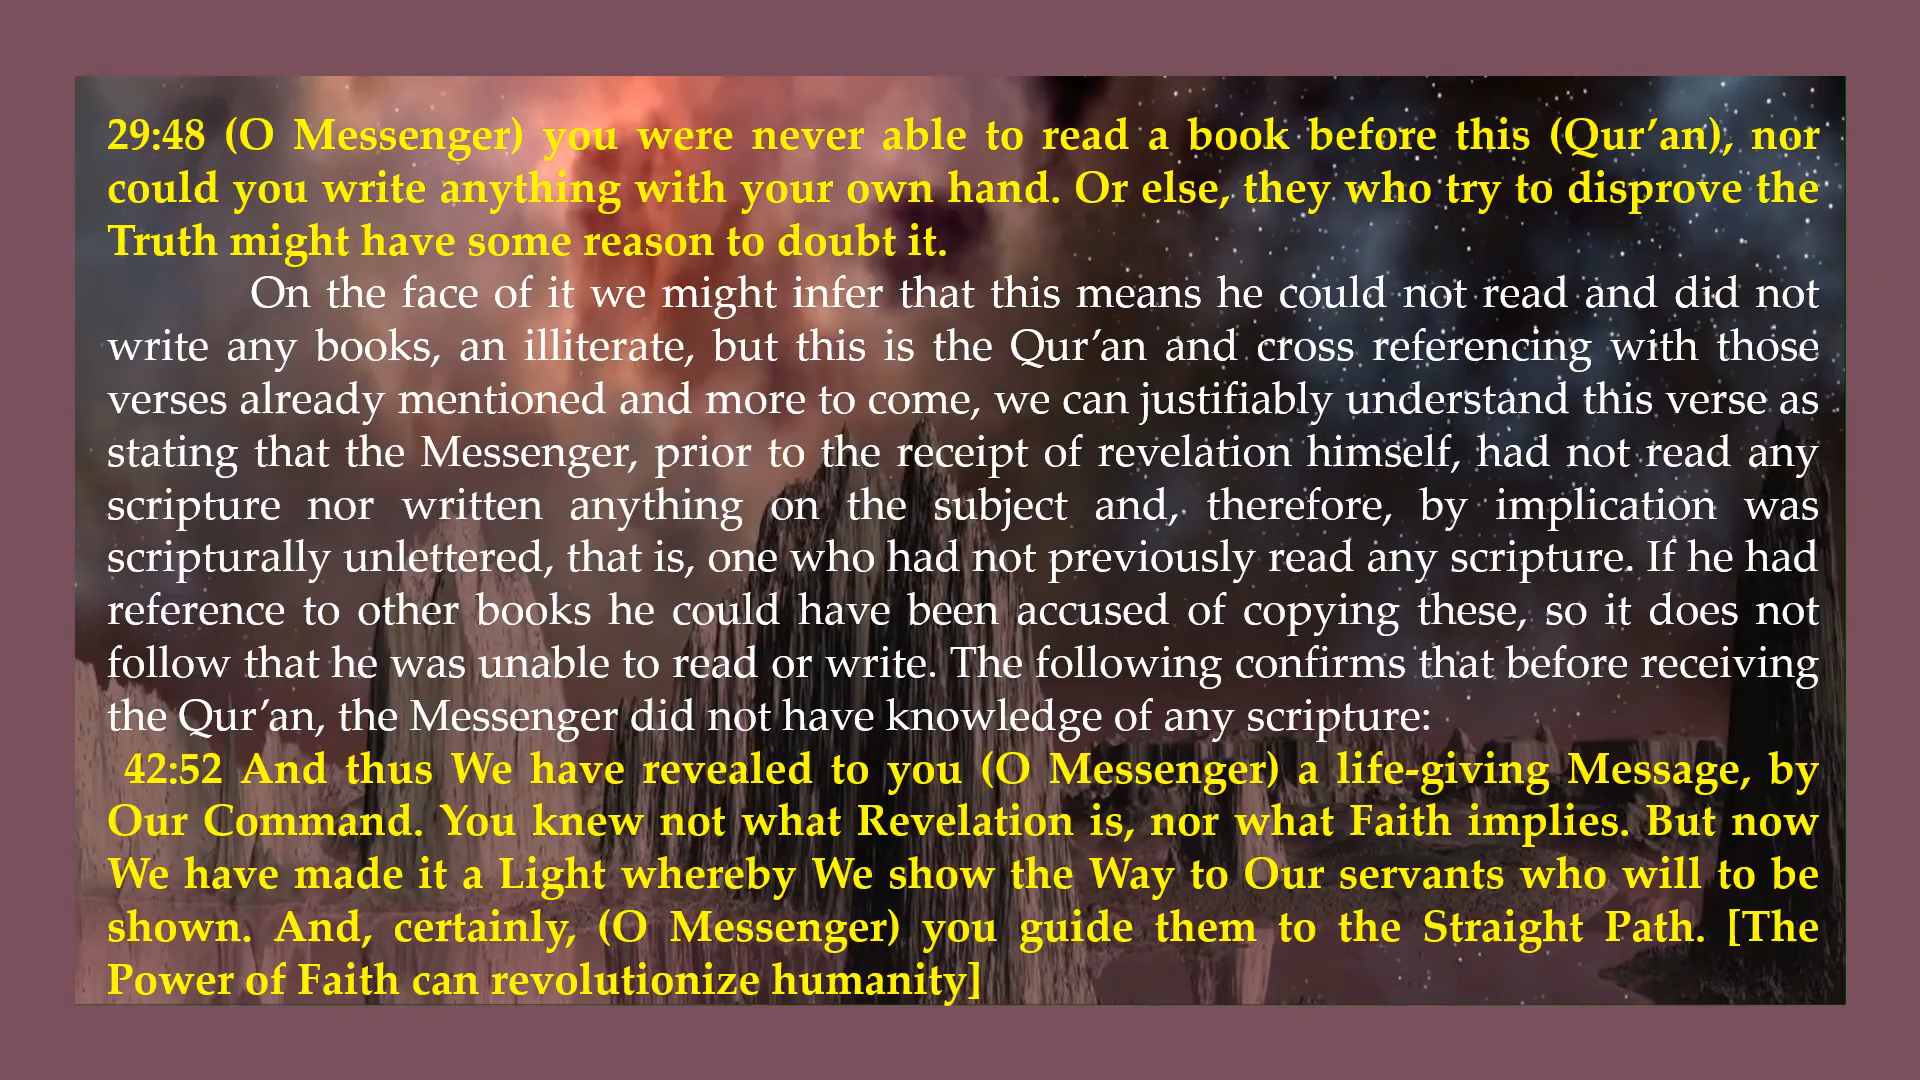 29:48 (O Messenger) you were never able to read a book before this (Qur’an), nor
could you write anything with your own hand. Or else, they who try to disprove the
Truth might have some reason to doubt it.
On the face of it we might infer that this means he could not read and did not
write any books, an illiterate, but this is the Qur’an and cross referencing with those
verses already mentioned and more to come, we can justifiably understand this verse as
stating that the Messenger, prior to the receipt of revelation himself, had not read any
scripture nor written anything on the subject and, therefore, by implication was
scripturally unlettered, that is, one who had not previously read any scripture. If he had
reference to other books he could have been accused of copying these, so it does not
follow that he was unable to read or write. The following confirms that before receiving
the Qur’an, the Messenger did not have knowledge of any scripture:
42:52 And thus We have revealed to you (O Messenger) a life-giving Message, by
Our Command. You knew not what Revelation is, nor what Faith implies. But now
We have made it a Light whereby We show the Way to Our servants who will to be
shown. And, certainly, (O Messenger) you guide them to the Straight Path. [The
Power of Faith can revolutionize humanity]